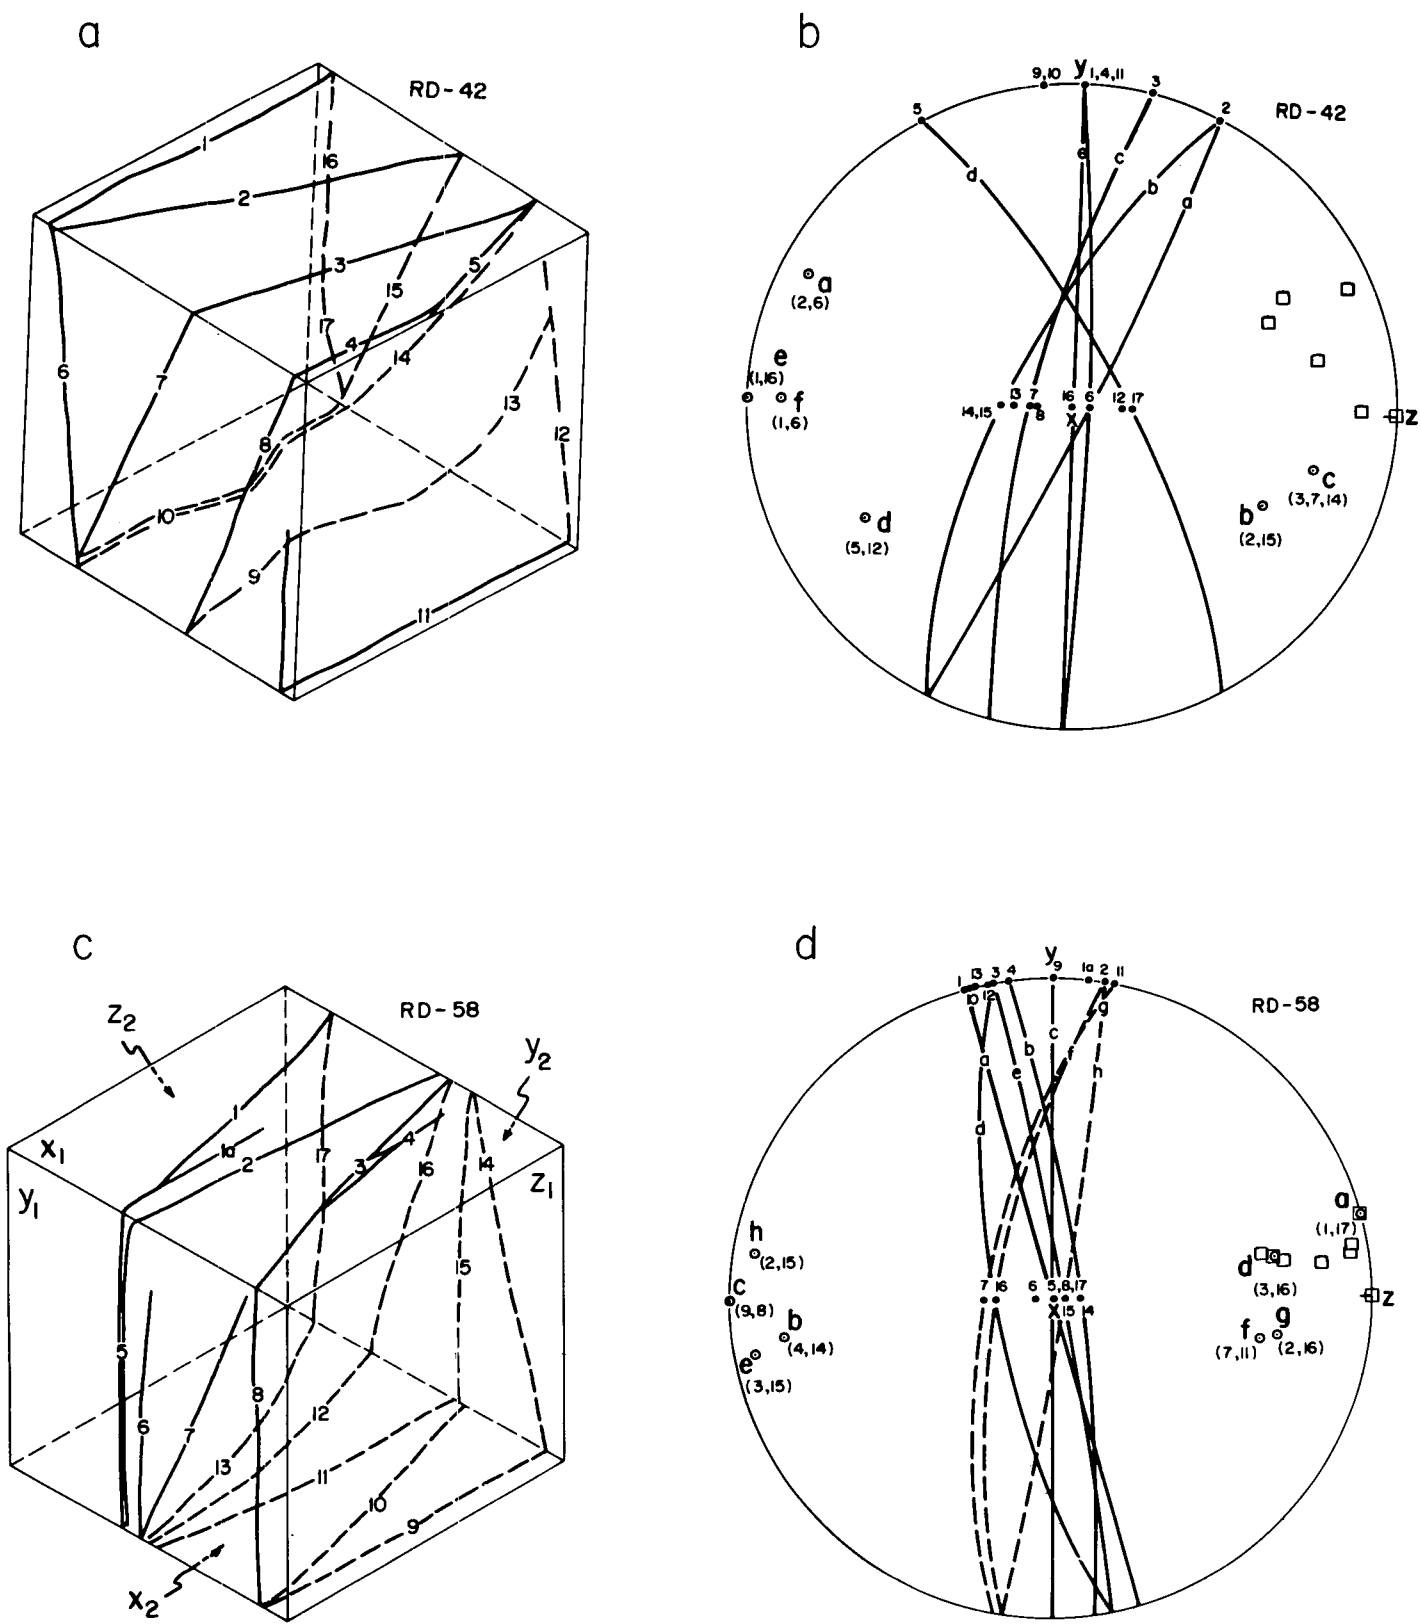 a
RD-42
1
16
2
3
5
15
17
4
14
6
7
13
8
12
10
9
11
b
y
9,10
1,4,11
3
5
2
RD-42
e
c
d
b
a
a
(2,6)
e
(1,16)
f
(1,6)
14,15
13
7
8
16
6
12
17
x
z
c
(3,7,14)
b
(2,15)
d
(5,12)
c
RD-58
z2
y2
1
1a
2
17
3
4
16
14
x1
y1
z1
15
5
8
6
7
12
13
11
10
9
x2
d
y9
1
13
3
4
1a
2
11
10
12
RD-58
g
c
b
f
a
e
h
d
a
(1,17)
h
(2,15)
d
(3,16)
c
(9,8)
7
16
6
5,8,17
x
15
14
z
b
(4,14)
e
(3,15)
f
(7,11)
g
(2,16)